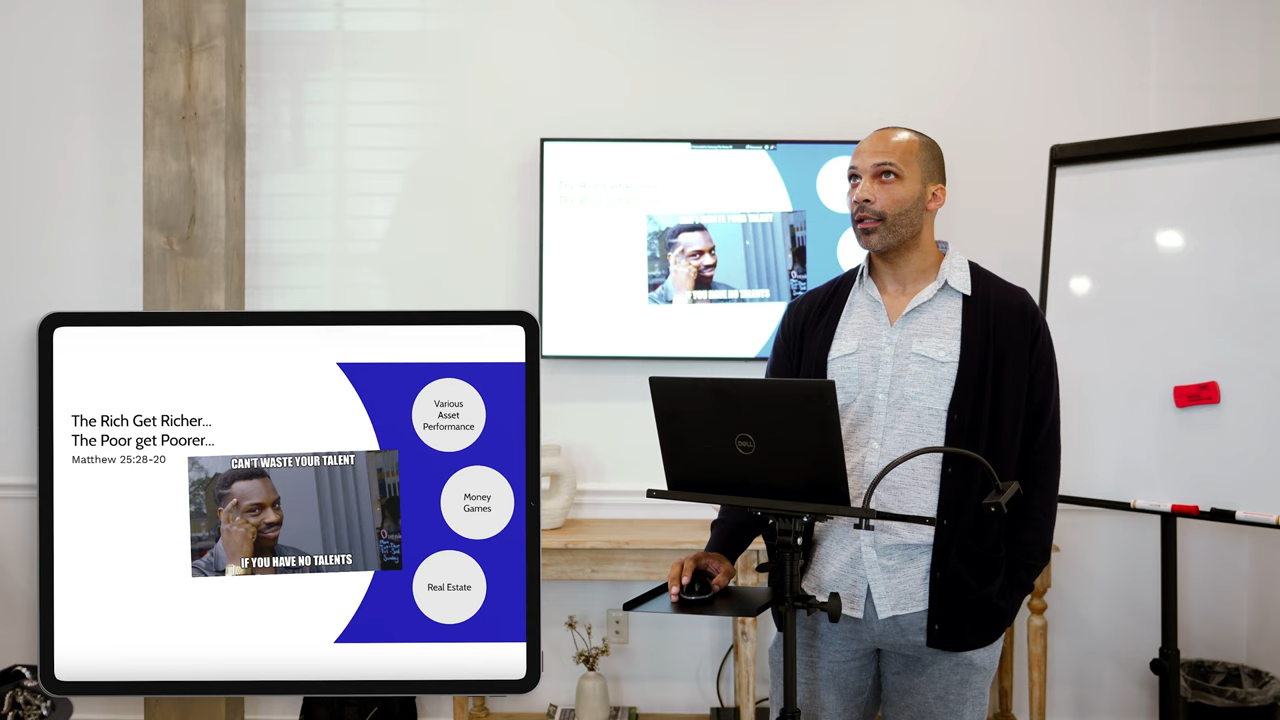 The Rich Get Richer...
The Poor get Poorer...
Matthew 25:28-20
CAN'T WASTE YOUR TALENT
IF YOU HAVE NO TALENTS
Various
Asset
Performance
Money
Games
Real Estate
DELL